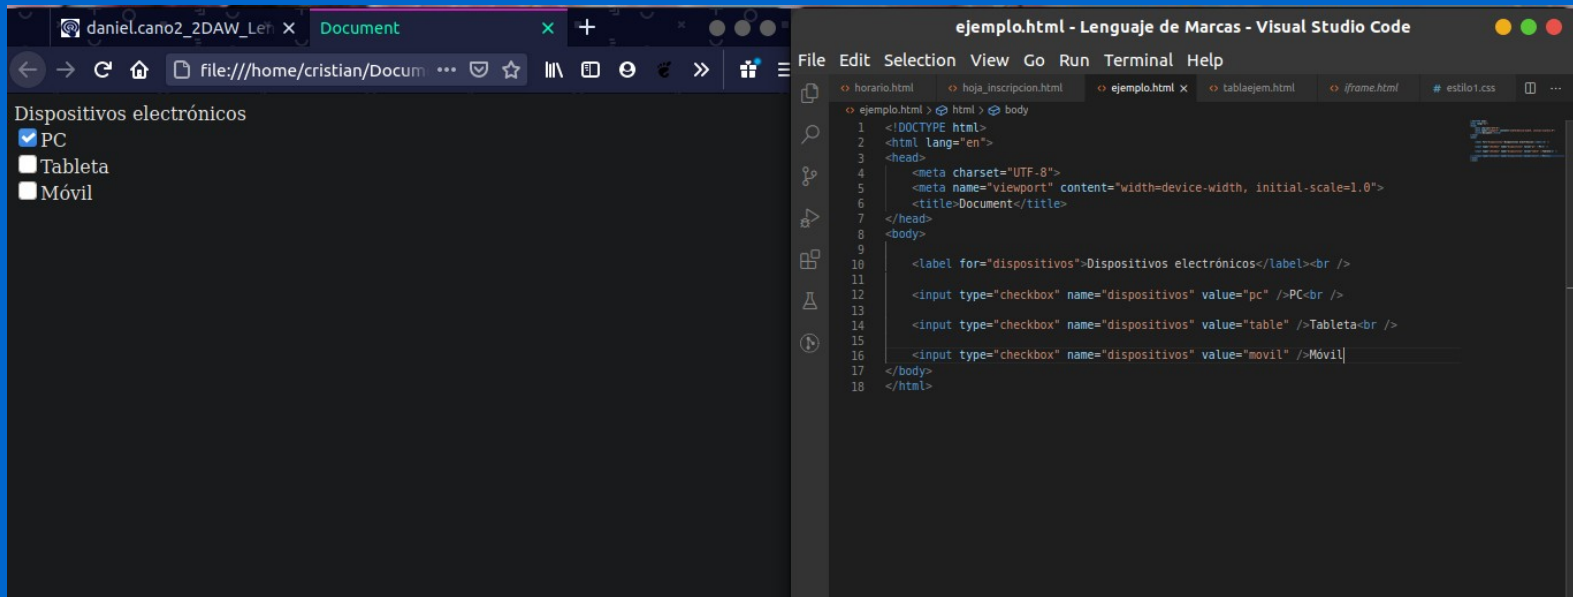 daniel.cano2_2DAW_Len
Document
file:///home/cristian/Docum
Dispositivos electrónicos
PC
Tableta
Móvil
ejemplo.html - Lenguaje de Marcas - Visual Studio Code
File Edit Selection View Go Run Terminal Help
horario.html hoja_inscripcion.html ejemplo.html tablaejem.html iframe.html # estilo1.css
ejemplo.html > html > body
1 <!DOCTYPE html>
2 <html lang="en">
3 <head>
4 <meta charset="UTF-8">
5 <meta name="viewport" content="width=device-width, initial-scale=1.0">
6 <title>Document</title>
7 </head>
8 <body>
9
10 <label for="dispositivos">Dispositivos electrónicos</label><br />
11
12 <input type="checkbox" name="dispositivos" value="pc" />PC<br />
13
14 <input type="checkbox" name="dispositivos" value="table" />Tableta<br />
15
16 <input type="checkbox" name="dispositivos" value="movil" />Móvil
17 </body>
18 </html>